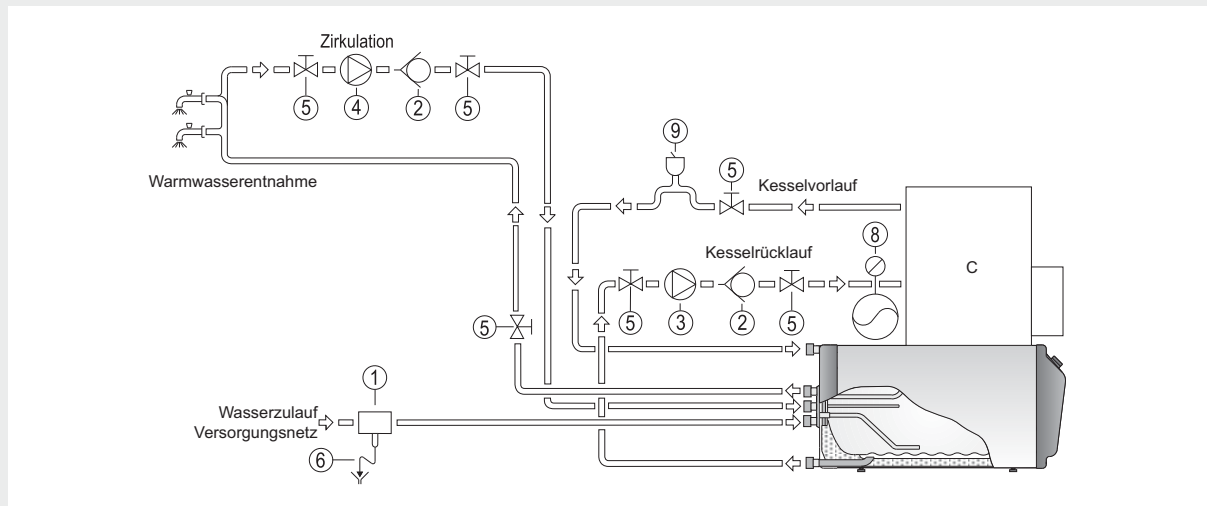 Zirkulation
5
4
2
5
9
5
Warmwasserentnahme
Kesselvorlauf
8
Kesselrücklauf
C
5
3
2
5
5
1
Wasserzulauf
Versorgungsnetz
6